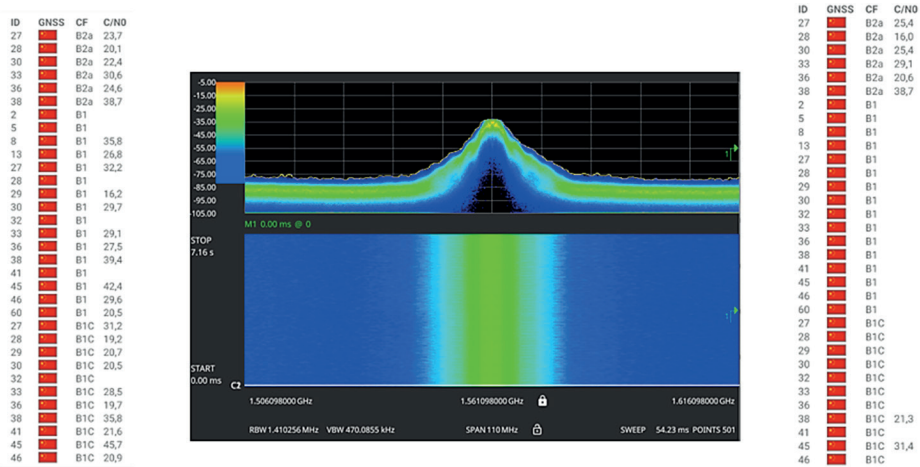 ID GNSS CF C/N0
27 B2a 23,7
28 B2a 20,1
30 B2a 22,4
33 B2a 30,6
36 B2a 24,6
38 B2a 38,7
2 B1
5 B1
8 B1 35,8
13 B1 26,8
27 B1 32,2
28 B1
29 B1 16,2
30 B1 29,7
32 B1
33 B1 29,1
36 B1 27,5
38 B1 39,4
41 B1
45 B1 42,4
46 B1 29,6
60 B1 20,5
27 B1C 31,2
28 B1C 19,2
29 B1C 20,7
30 B1C 20,5
32 B1C
33 B1C 28,5
36 B1C 19,7
38 B1C 35,8
41 B1C 21,6
45 B1C 45,7
46 B1C 20,9
-5.00
-15.00
-25.00
-35.00
-45.00
-55.00
-65.00
-75.00
-85.00
-95.00
-105.00
1
M1 0.00 ms @ 0
STOP
7.16 s
1
START
0.00 ms
C2
1.506098000 GHz 1.561098000 GHz 1.616098000 GHz
RBW 1.410256 MHz VBW 470.0855 kHz SPAN 110 MHz SWEEP 54.23 ms POINTS 501
ID GNSS CF C/N0
27 B2a 25,4
28 B2a 16,0
30 B2a 25,4
33 B2a 29,1
36 B2a 20,6
38 B2a 38,7
2 B1
5 B1
8 B1
13 B1
27 B1
28 B1
29 B1
30 B1
32 B1
33 B1
36 B1
38 B1
41 B1
45 B1
46 B1
60 B1
27 B1C
28 B1C
29 B1C
30 B1C
32 B1C
33 B1C
36 B1C
38 B1C 21,3
41 B1C
45 B1C 31,4
46 B1C